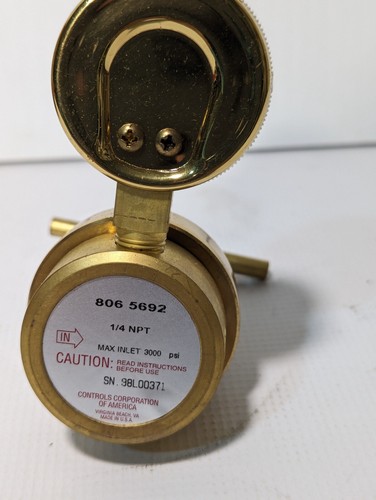 806 5692
1/4 NPT
IN
MAX INLET 3000 psi
CAUTION: READ INSTRUCTIONS
BEFORE USE
SN. 98L00371
CONTROLS CORPORATION
OF AMERICA
VIRGINIA BEACH, VA
MADE IN U.S.A.